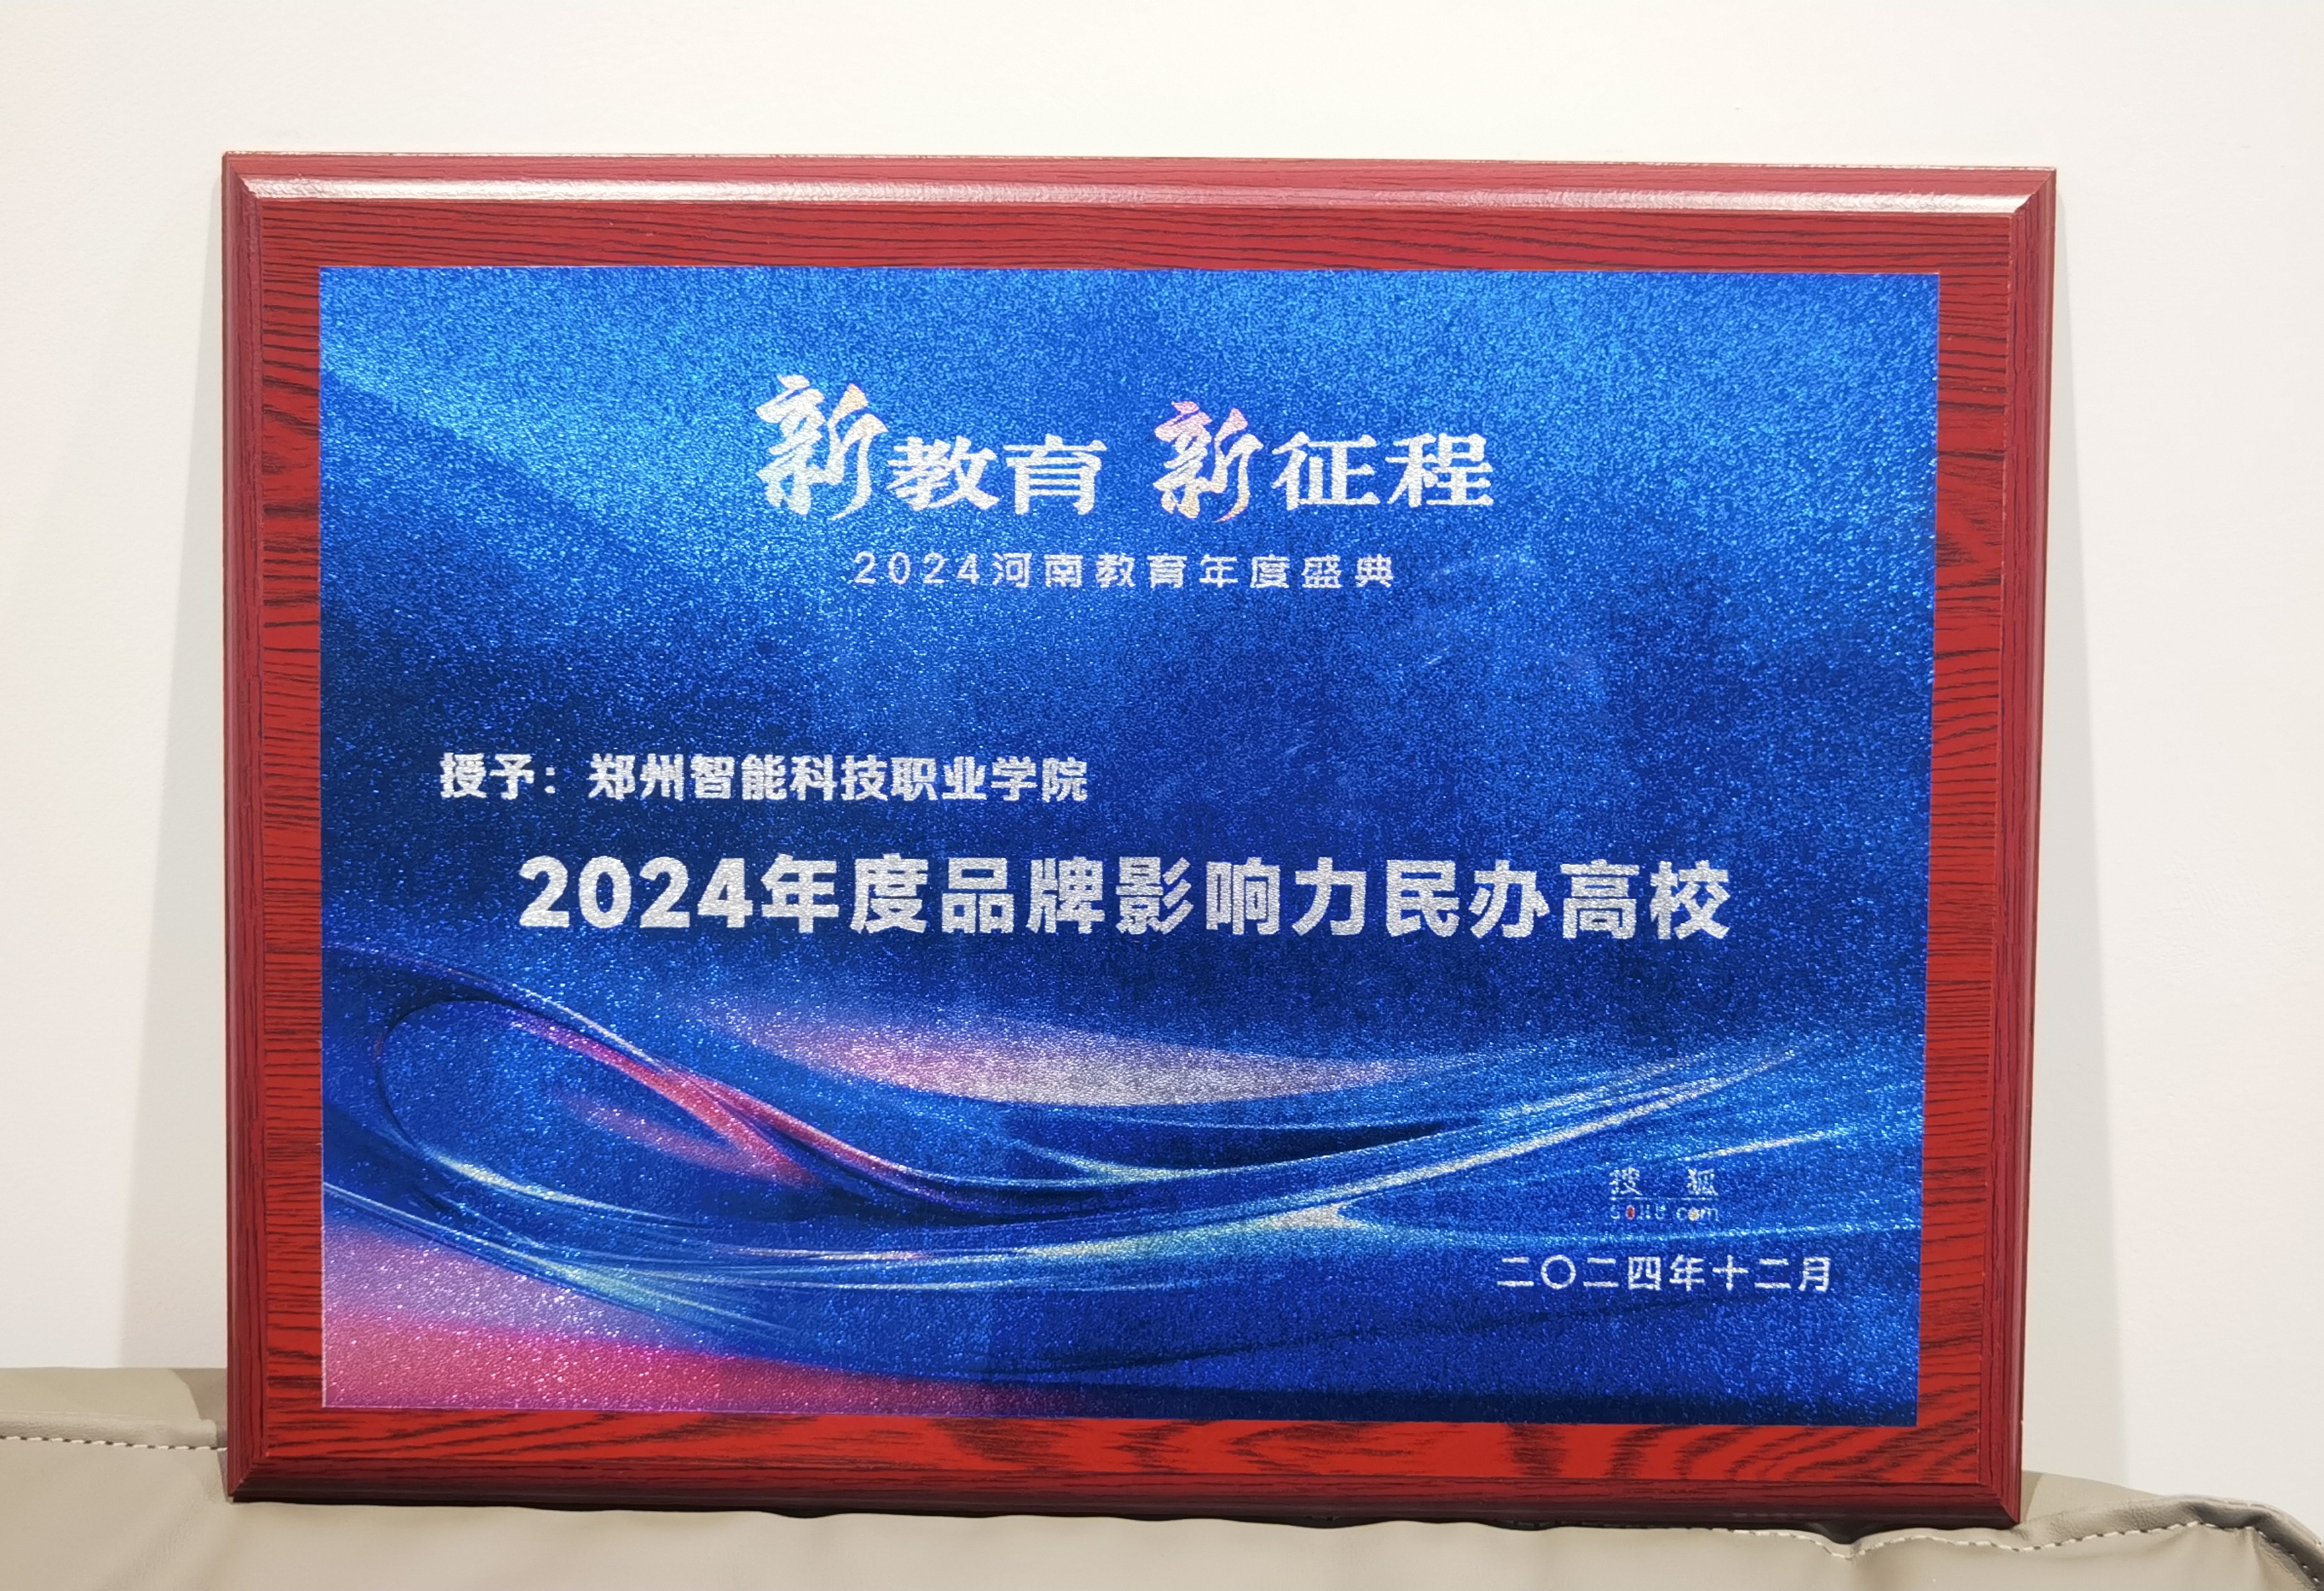 新教育 新征程
2024河南教育年度盛典
授予：郑州智能科技职业学院
2024年度品牌影响力民办高校
搜 狐
SOHU.com
二〇二四年十二月